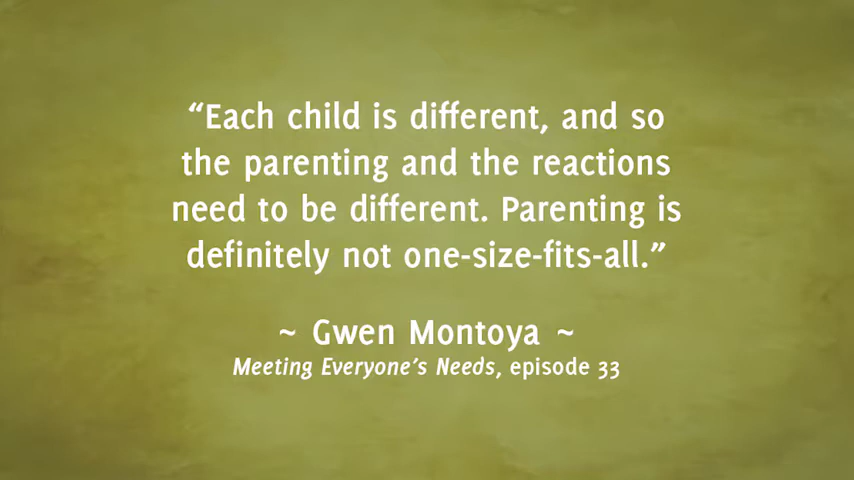 “Each child is different, and so
the parenting and the reactions
need to be different. Parenting is
definitely not one-size-fits-all.”
~ Gwen Montoya ~
Meeting Everyone’s Needs, episode 33